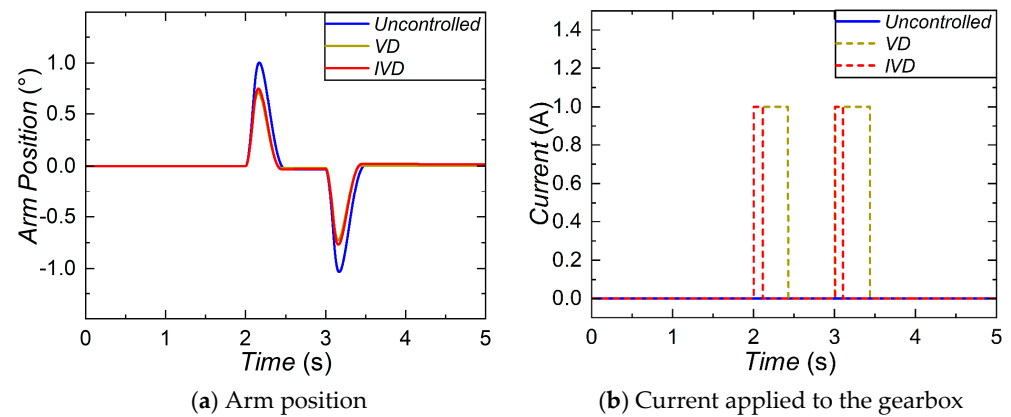 Uncontrolled
VD
IVD
1.0
0.5
0.0
-0.5
-1.0
Arm Position (°)
0 1 2 3 4 5
Time (s)
(a) Arm position
Uncontrolled
VD
IVD
1.4
1.2
1.0
0.8
0.6
0.4
0.2
0.0
Current (A)
0 1 2 3 4 5
Time (s)
(b) Current applied to the gearbox